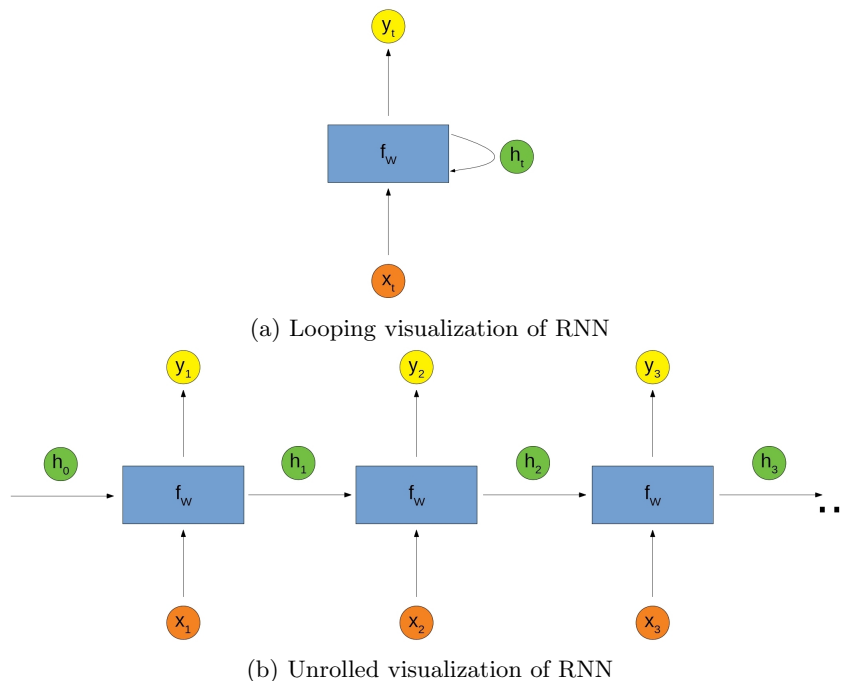 y_t
f_W
h_t
x_t
(a) Looping visualization of RNN
y_1 y_2 y_3
h_0 h_1 h_2 h_3
f_W f_W f_W
..
x_1 x_2 x_3
(b) Unrolled visualization of RNN